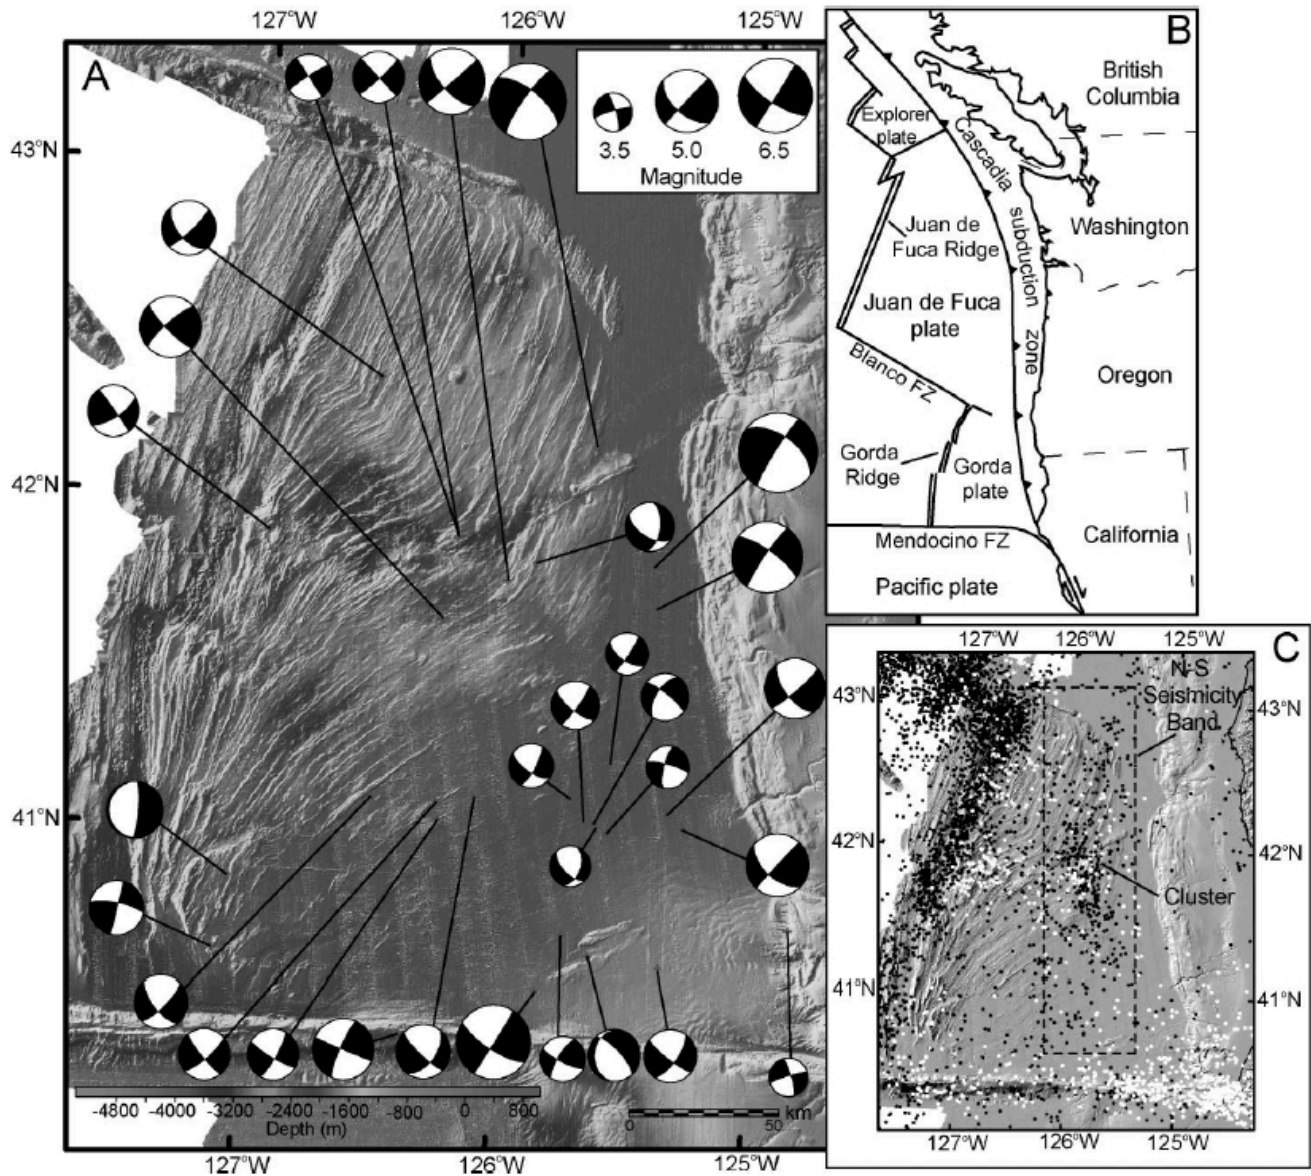 127°W
126°W
125°W
A
43°N
42°N
41°N
3.5
5.0
6.5
Magnitude
-4800
-4000
-3200
-2400
-1600
-800
0
800
Depth (m)
km
0
50
127°W
126°W
125°W
B
British
Columbia
Explorer
plate
Cascadia
subduction
zone
Washington
Juan de
Fuca Ridge
Juan de Fuca
plate
Blanco FZ
Oregon
Gorda
Ridge
Gorda
plate
Mendocino FZ
California
Pacific plate
127°W
126°W
125°W
C
N-S
Seismicity
Band
43°N
43°N
42°N
42°N
Cluster
41°N
41°N
127°W
126°W
125°W